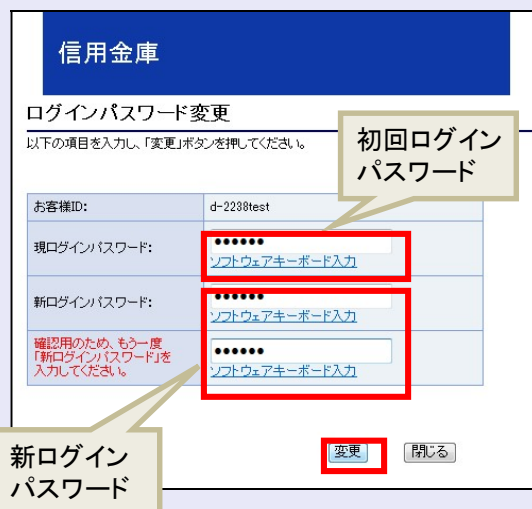 信用金庫
ログインパスワード変更
以下の項目を入力し、「変更」ボタンを押してください。
初回ログイン
パスワード
お客様ID:
d-2238test
現ログインパスワード:
●●●●●●
ソフトウェアキーボード入力
新ログインパスワード:
●●●●●●
ソフトウェアキーボード入力
確認用のため、もう一度
「新ログインパスワード」を
入力してください。
●●●●●●
ソフトウェアキーボード入力
新ログイン
パスワード
変更
閉じる